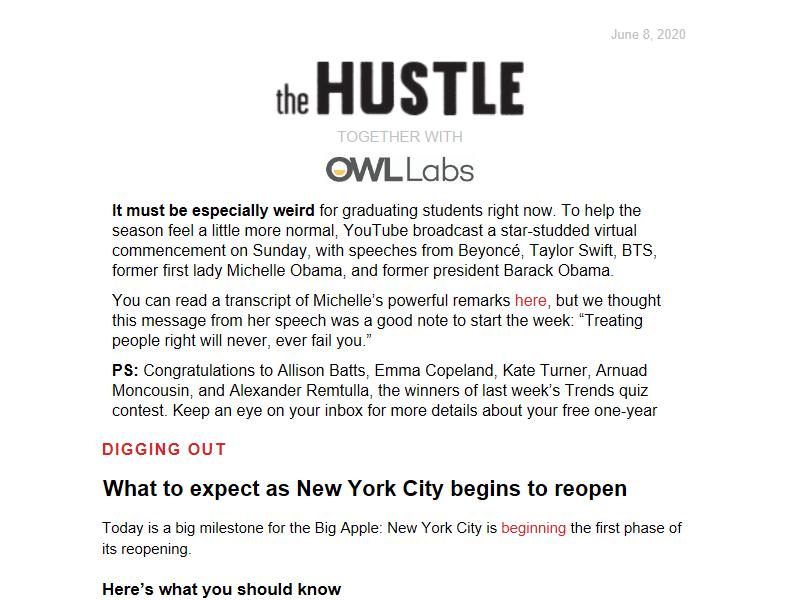 June 8, 2020
the HUSTLE
TOGETHER WITH
OWL Labs
It must be especially weird for graduating students right now. To help the
season feel a little more normal, YouTube broadcast a star-studded virtual
commencement on Sunday, with speeches from Beyoncé, Taylor Swift, BTS,
former first lady Michelle Obama, and former president Barack Obama.
You can read a transcript of Michelle’s powerful remarks here, but we thought
this message from her speech was a good note to start the week: “Treating
people right will never, ever fail you.”
PS: Congratulations to Allison Batts, Emma Copeland, Kate Turner, Arnuad
Moncousin, and Alexander Remtulla, the winners of last week’s Trends quiz
contest. Keep an eye on your inbox for more details about your free one-year
DIGGING OUT
What to expect as New York City begins to reopen
Today is a big milestone for the Big Apple: New York City is beginning the first phase of
its reopening.
Here’s what you should know